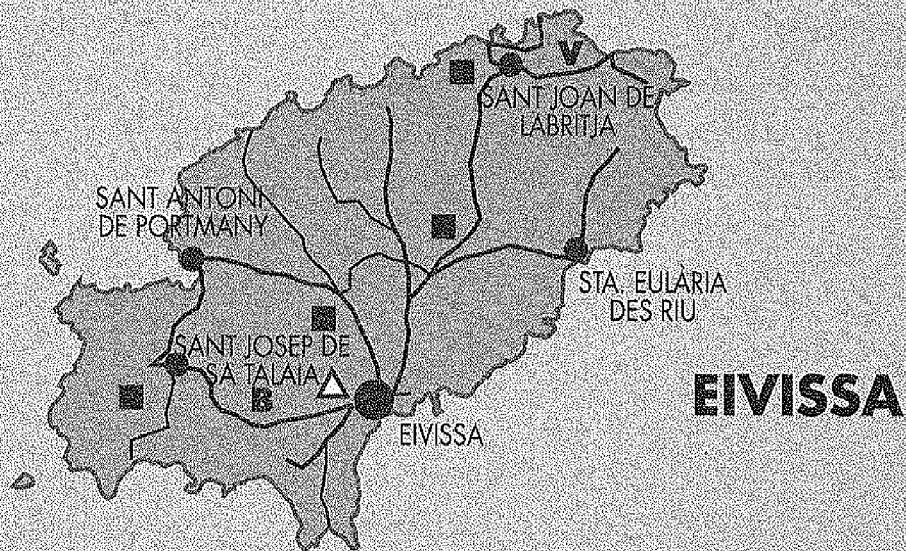 V
SANT JOAN DE
LABRITJA
SANT ANTONI
DE PORTMANY
STA. EULÀRIA
DES RIU
SANT JOSEP DE
SA TALAIA
B
EIVISSA
EIVISSA